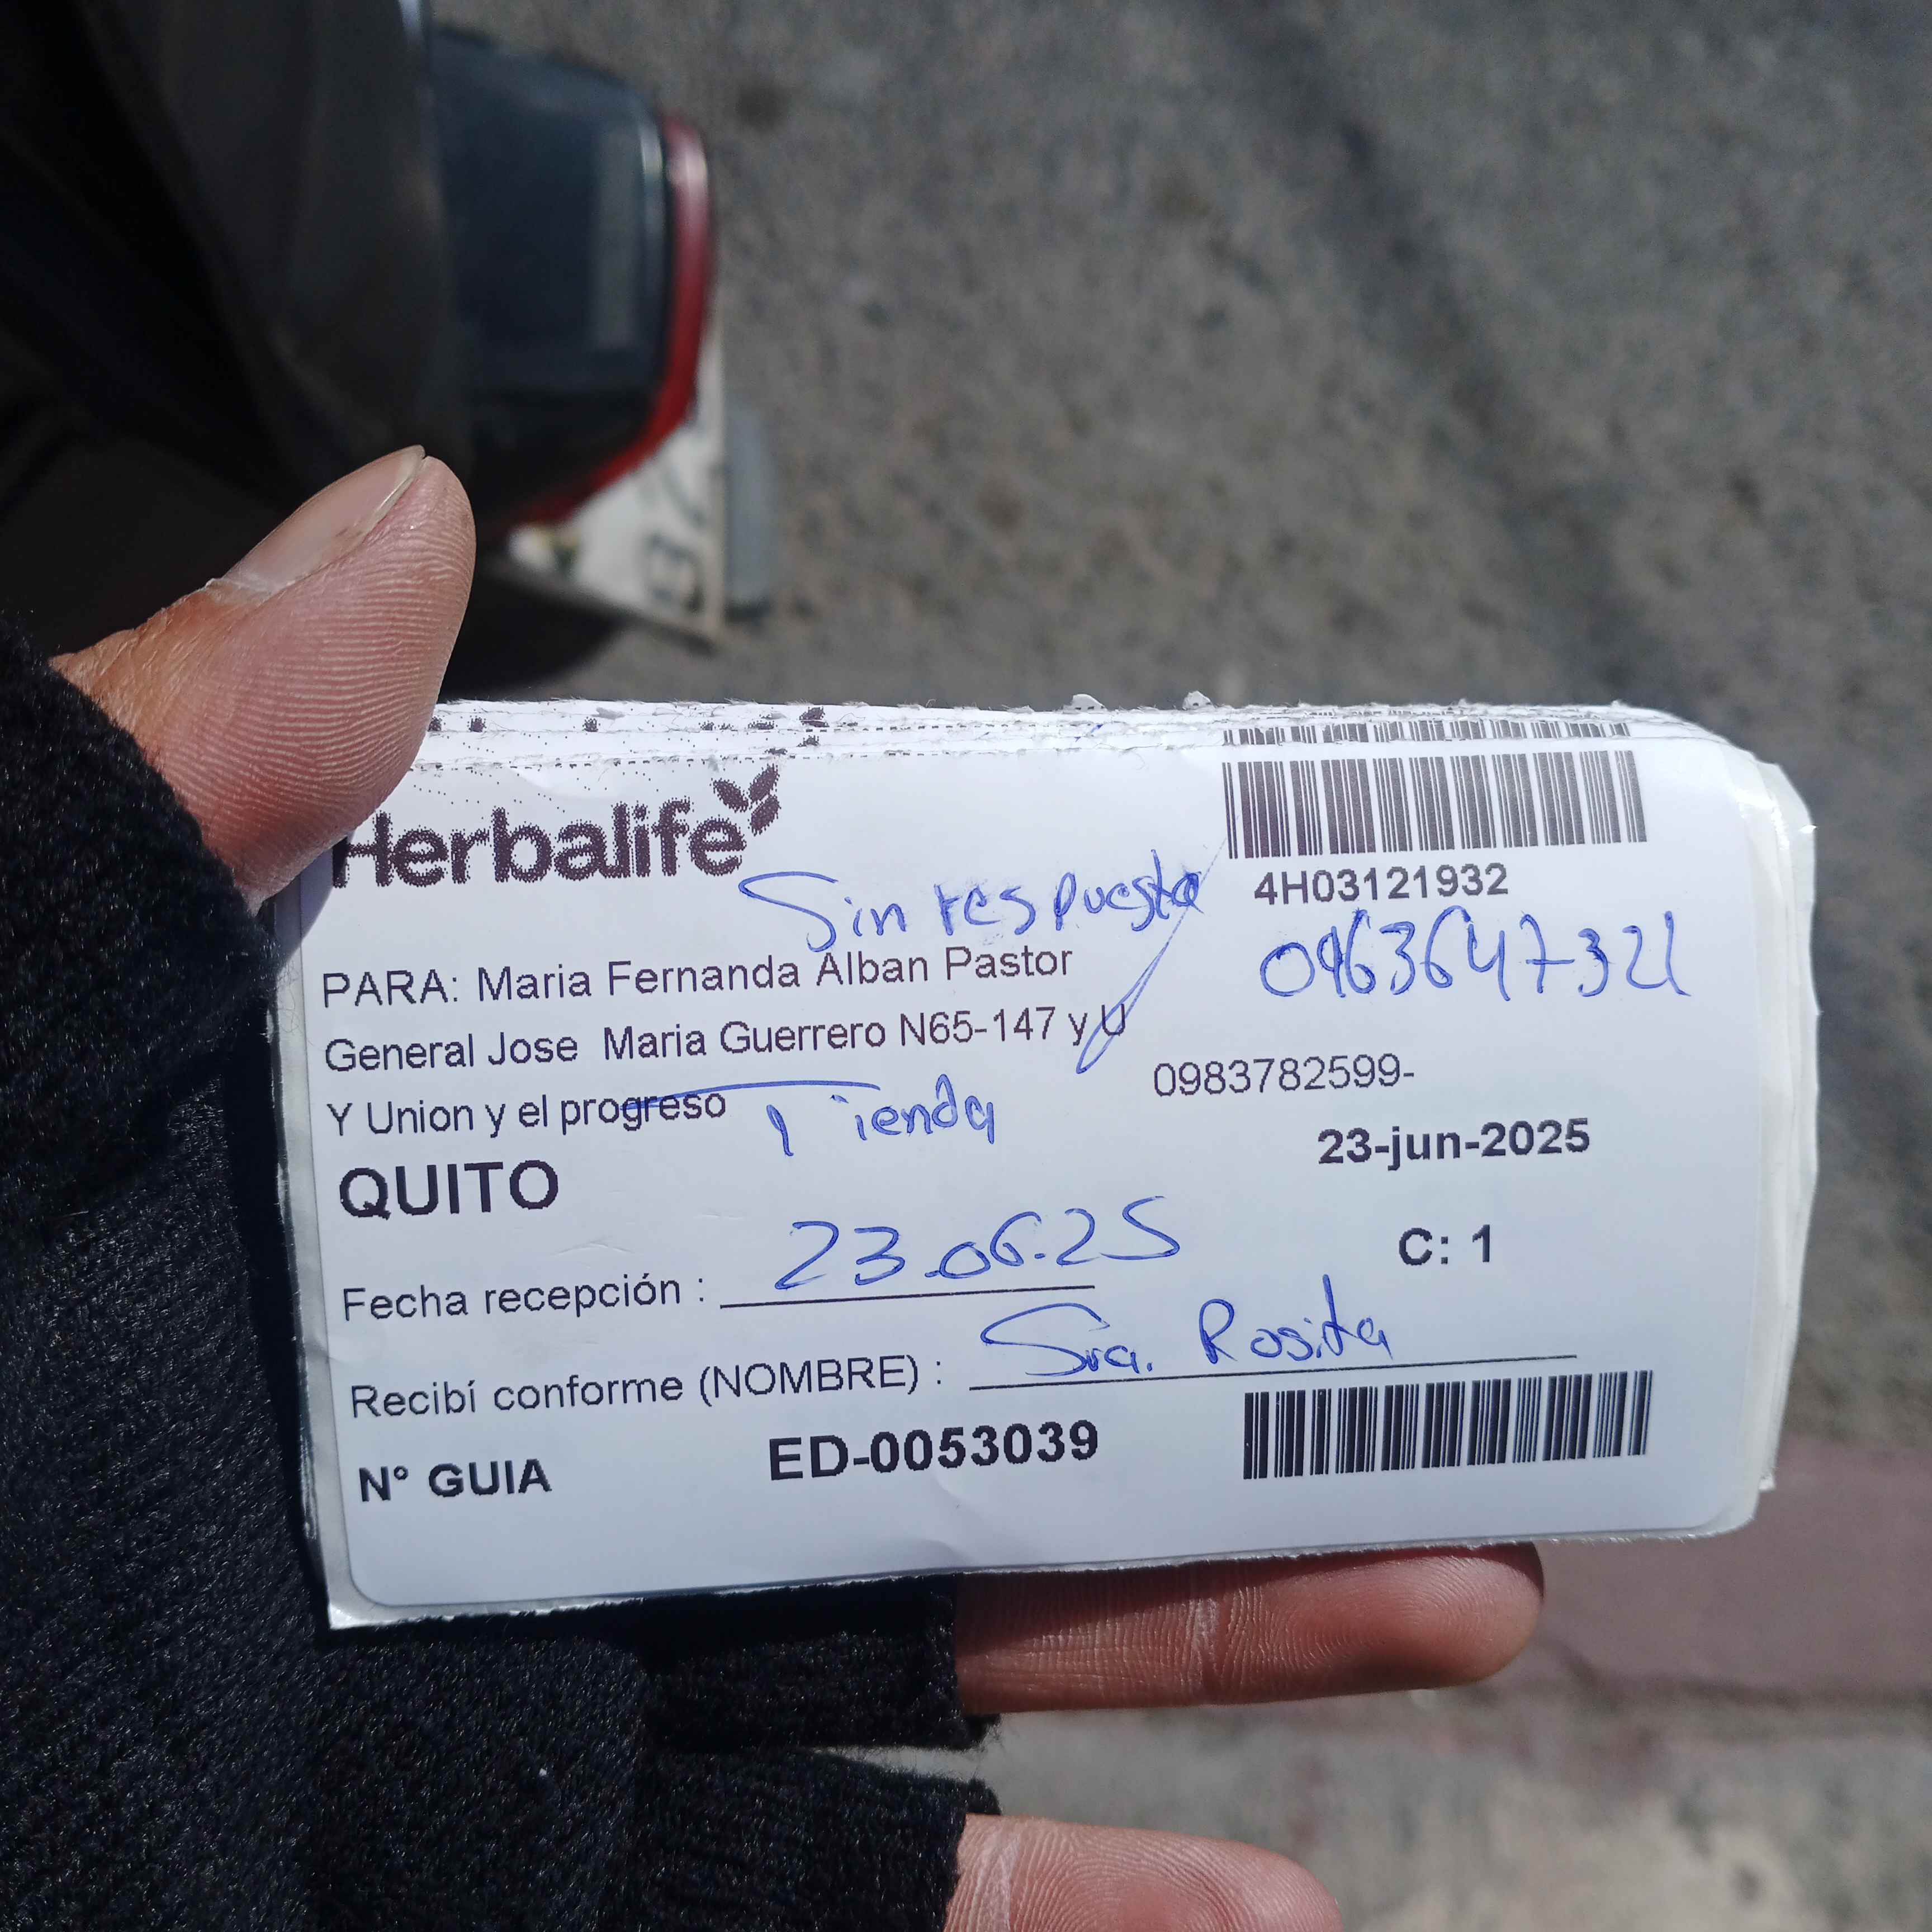 Herbalife
4H03121932
Sin respuesta
0963647321
PARA: Maria Fernanda Alban Pastor
General Jose Maria Guerrero N65-147 y U
0983782599-
Y Union y el progreso
Tienda
23-jun-2025
QUITO
C: 1
Fecha recepción : 23.06.25
Recibí conforme (NOMBRE) : Sra. Rosita
N° GUIA ED-0053039